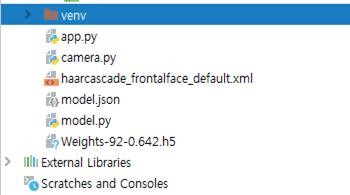 venv
app.py
camera.py
haarcascade_frontalface_default.xml
model.json
model.py
Weights-92-0.642.h5
External Libraries
Scratches and Consoles